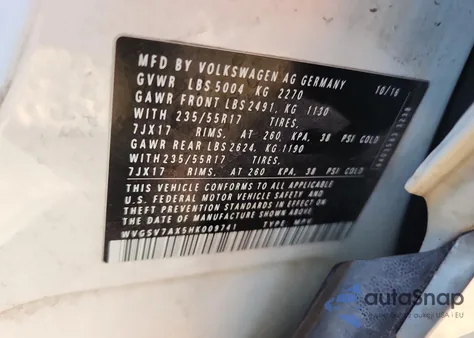 MFD BY VOLKSWAGEN AG GERMANY 10/16
GVWR LBS 5004, KG 2270
GAWR FRONT LBS 2491, KG 1130
WITH 235/55R17 TIRES,
7JX17 RIMS, AT 260, KPA, 38 PSI COLD
GAWR REAR LBS 2624, KG 1190
WITH 235/55R17 TIRES,
7JX17 RIMS, AT 260 KPA, 38 PSI COLD
THIS VEHICLE CONFORMS TO ALL APPLICABLE
U.S. FEDERAL MOTOR VEHICLE SAFETY AND
THEFT PREVENTION STANDARDS IN EFFECT ON
THE DATE OF MANUFACTURE SHOWN ABOVE
WVGSV7AX5HK009741 TYPE MPV
autoSnap